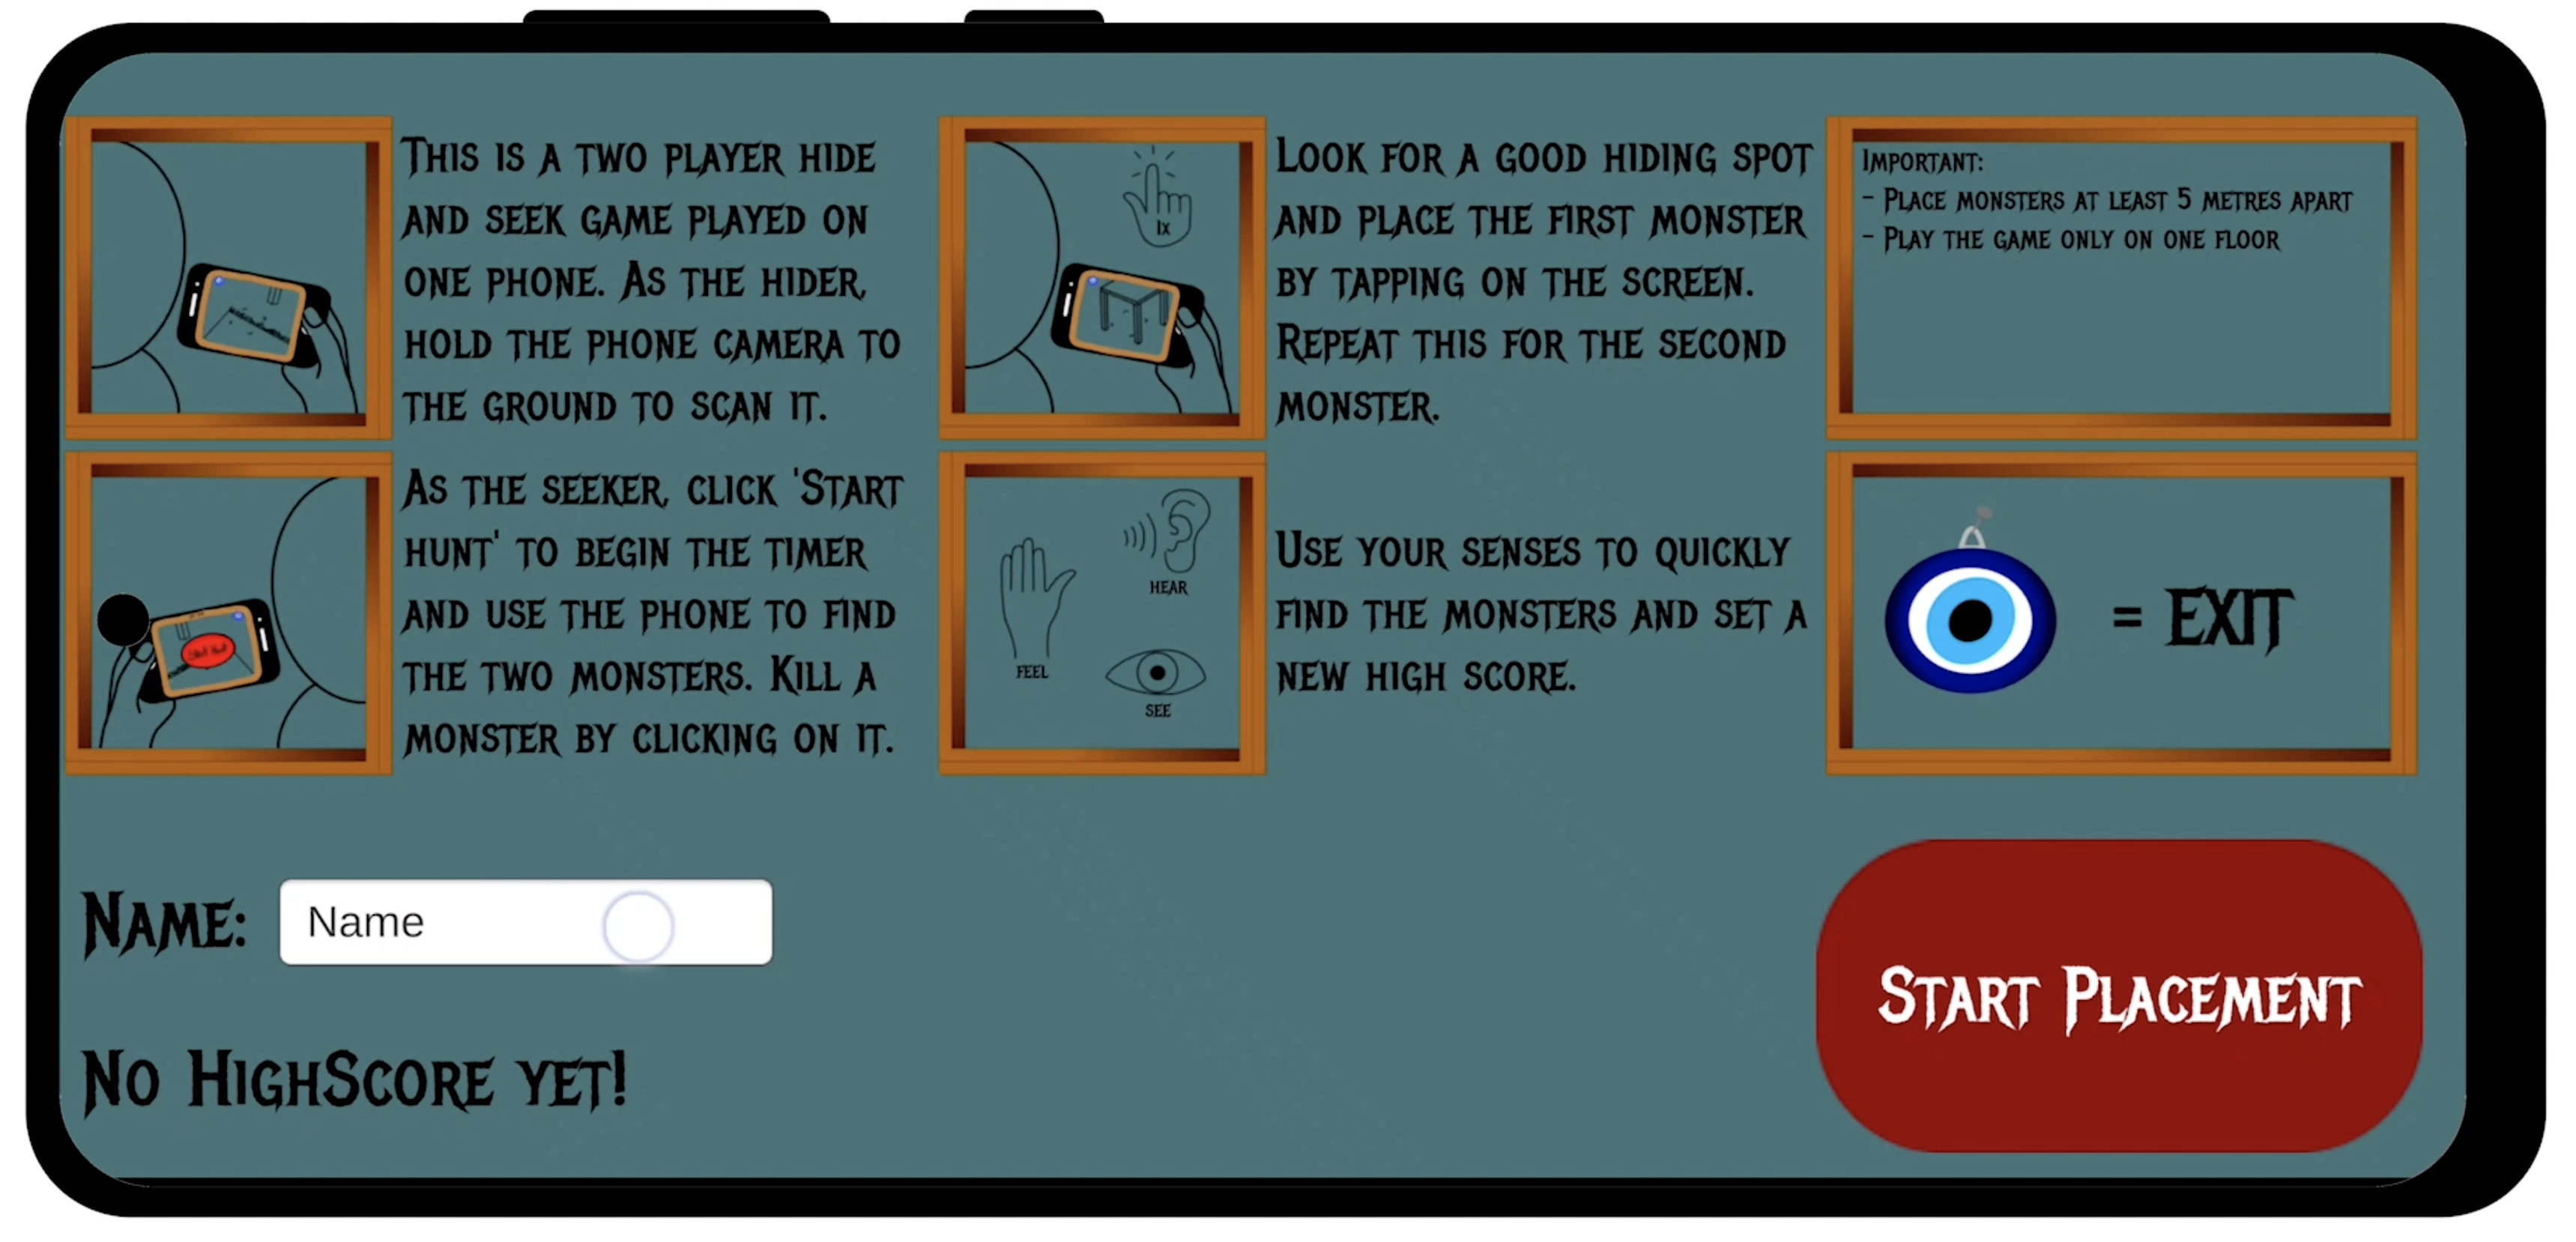 This is a two player hide
and seek game played on
one phone. As the hider,
hold the phone camera to
the ground to scan it.
1x
Look for a good hiding spot
and place the first monster
by tapping on the screen.
Repeat this for the second
monster.
Important:
- Place monsters at least 5 metres apart
- Play the game only on one floor
Start Hunt
As the seeker, click 'Start
hunt' to begin the timer
and use the phone to find
the two monsters. Kill a
monster by clicking on it.
hear
feel
see
Use your senses to quickly
find the monsters and set a
new high score.
= EXIT
Name:
Name
No HighScore yet!
Start Placement